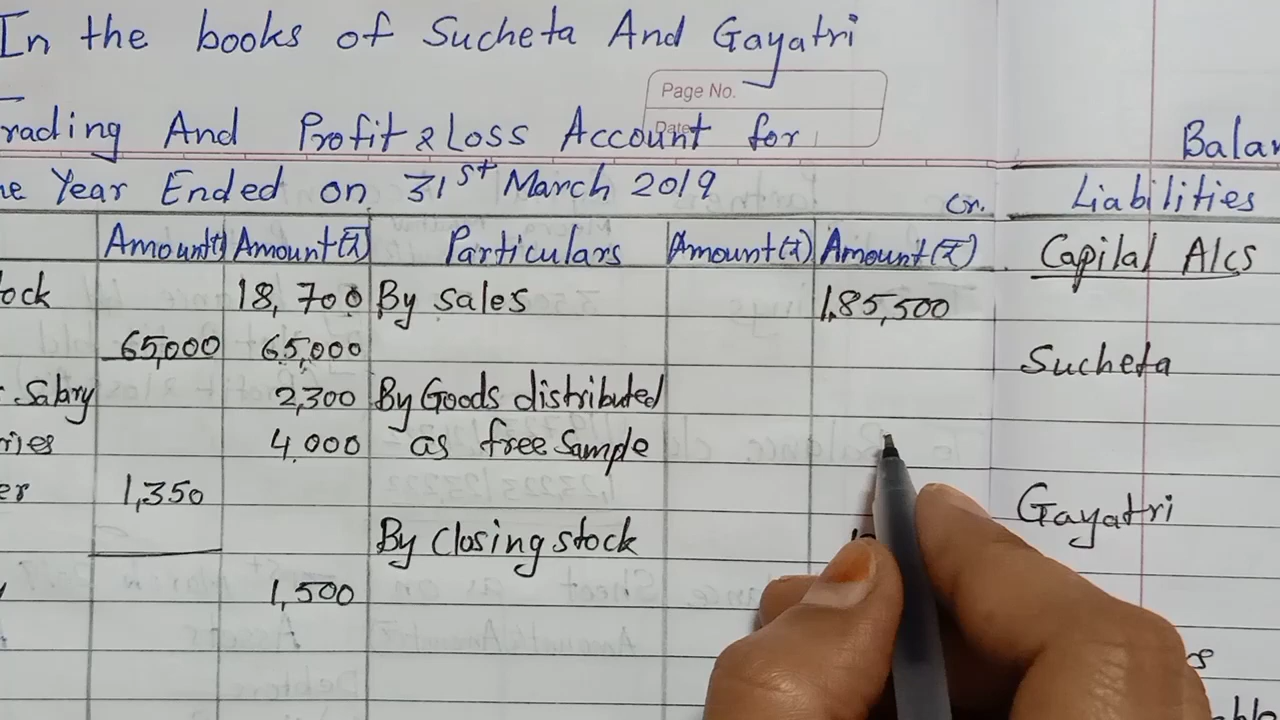 In the books of Sucheta And Gayatri
Page No.
Date
rading And Profit & Loss Account for
Balan
he Year Ended on 31st March 2019
Cr.
Liabilities
Amount(₹) Amount(₹) Particulars Amount(₹) Amount(₹)
Capital A/Cs
ock 18,700 By Sales 1,85,500
65,000 65,000
Sucheta
Salary 2,300 By Goods distributed
ries 4,000 as free Sample
er 1,350
Gayatri
By Closing stock
y 1,500